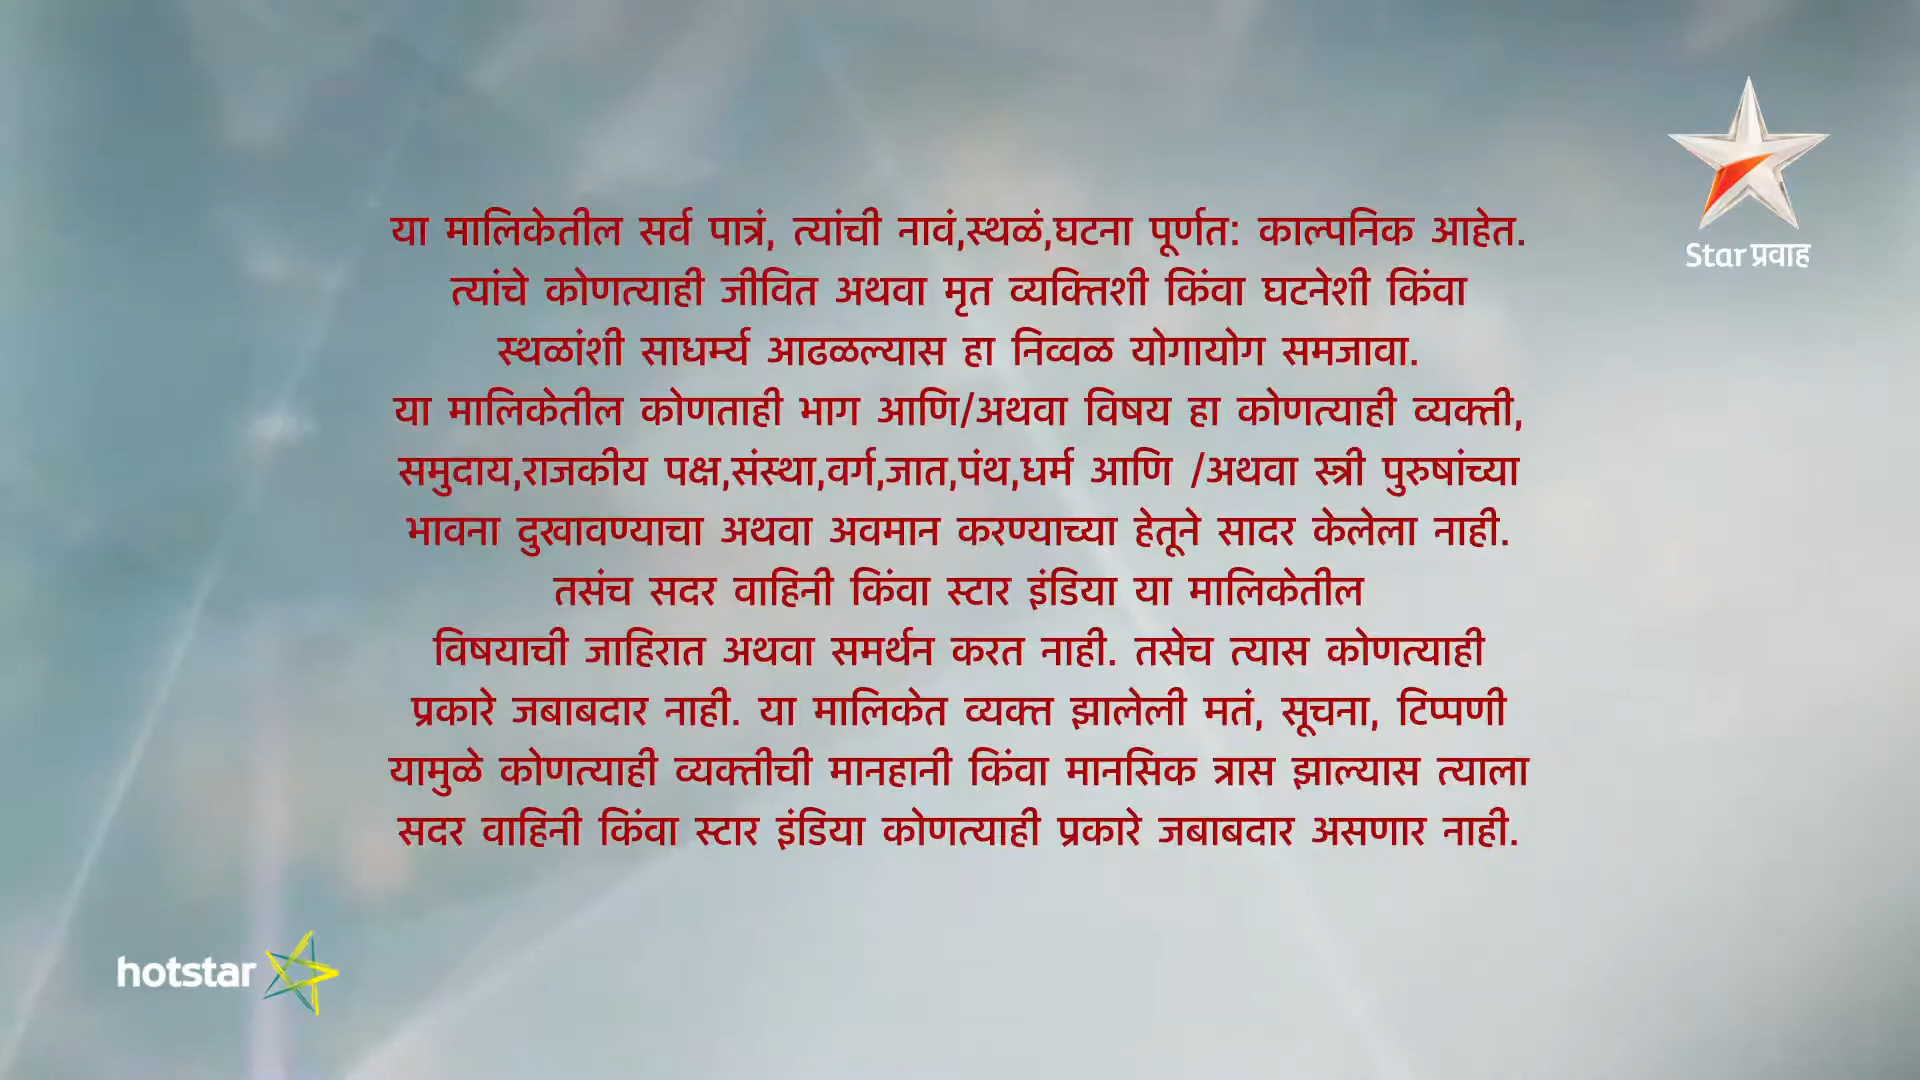 या मालिकेतील सर्व पात्रं, त्यांची नावं,स्थळं,घटना पूर्णत: काल्पनिक आहेत.
त्यांचे कोणत्याही जीवित अथवा मृत व्यक्तिशी किंवा घटनेशी किंवा
स्थळांशी साधर्म्य आढळल्यास हा निव्वळ योगायोग समजावा.
या मालिकेतील कोणताही भाग आणि/अथवा विषय हा कोणत्याही व्यक्ती,
समुदाय,राजकीय पक्ष,संस्था,वर्ग,जात,पंथ,धर्म आणि /अथवा स्त्री पुरुषांच्या
भावना दुखावण्याचा अथवा अवमान करण्याच्या हेतूने सादर केलेला नाही.
तसंच सदर वाहिनी किंवा स्टार इंडिया या मालिकेतील
विषयाची जाहिरात अथवा समर्थन करत नाही. तसेच त्यास कोणत्याही
प्रकारे जबाबदार नाही. या मालिकेत व्यक्त झालेली मतं, सूचना, टिप्पणी
यामुळे कोणत्याही व्यक्तीची मानहानी किंवा मानसिक त्रास झाल्यास त्याला
सदर वाहिनी किंवा स्टार इंडिया कोणत्याही प्रकारे जबाबदार असणार नाही.
Star प्रवाह
hotstar